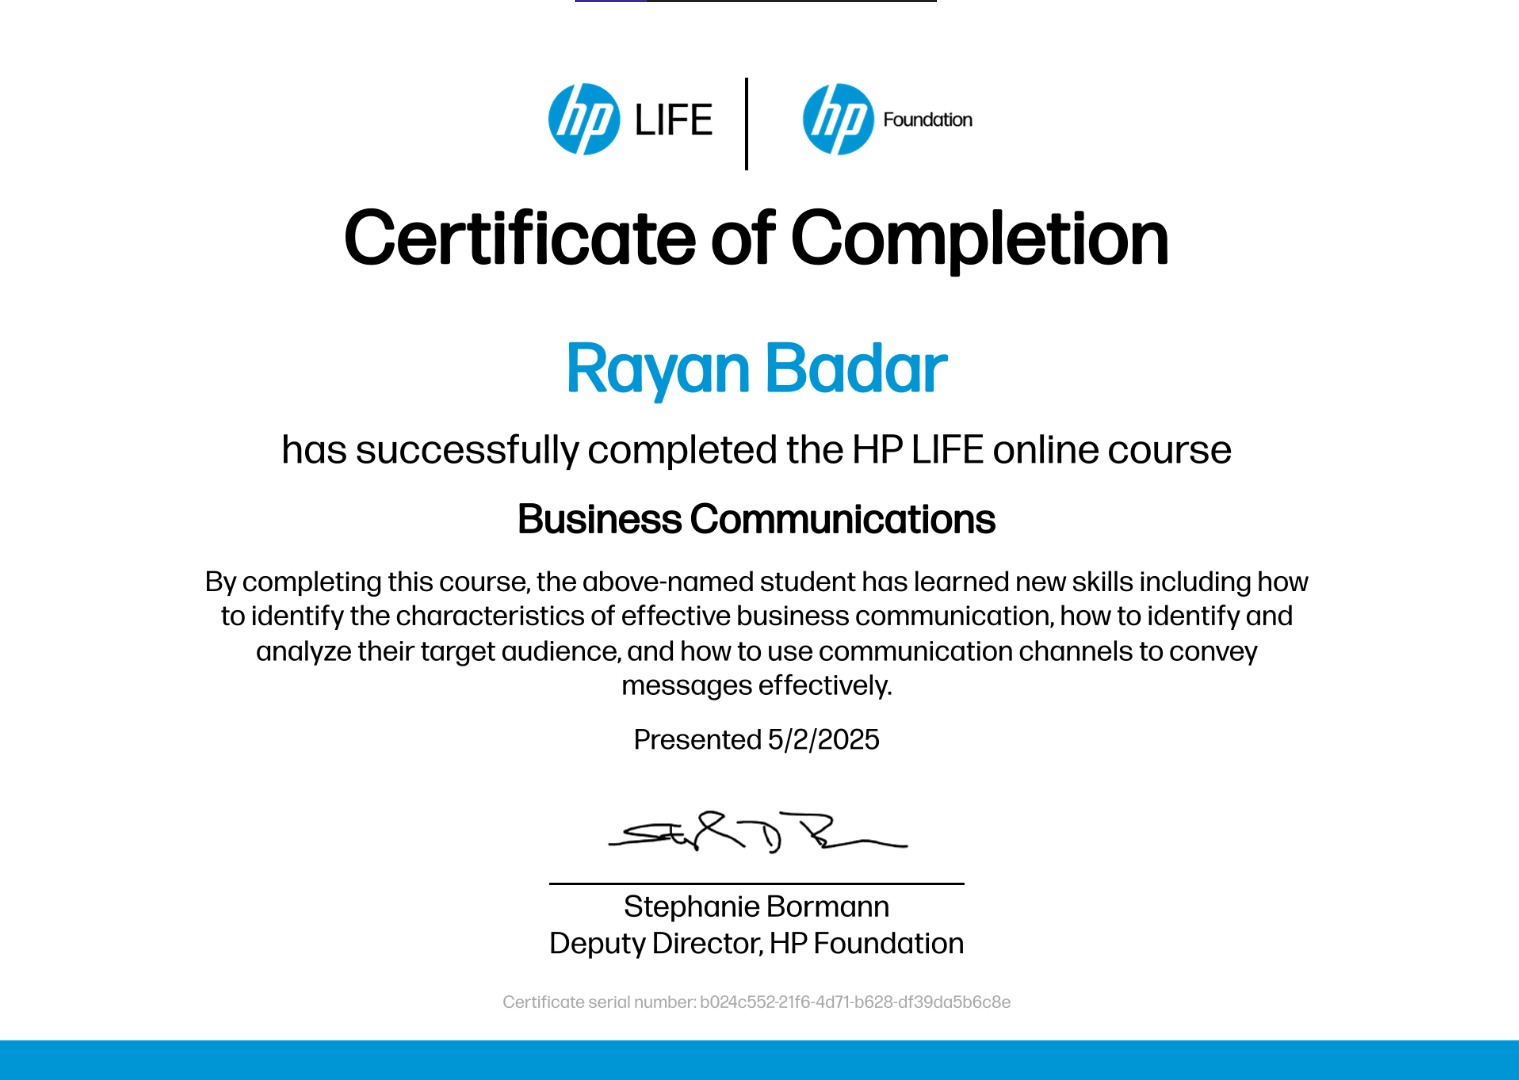 hp LIFE
hp Foundation
Certificate of Completion
Rayan Badar
has successfully completed the HP LIFE online course
Business Communications
By completing this course, the above-named student has learned new skills including how
to identify the characteristics of effective business communication, how to identify and
analyze their target audience, and how to use communication channels to convey
messages effectively.
Presented 5/2/2025
Stephanie Bormann
Deputy Director, HP Foundation
Certificate serial number: b024c552-21f6-4d71-b628-df39da5b6c8e